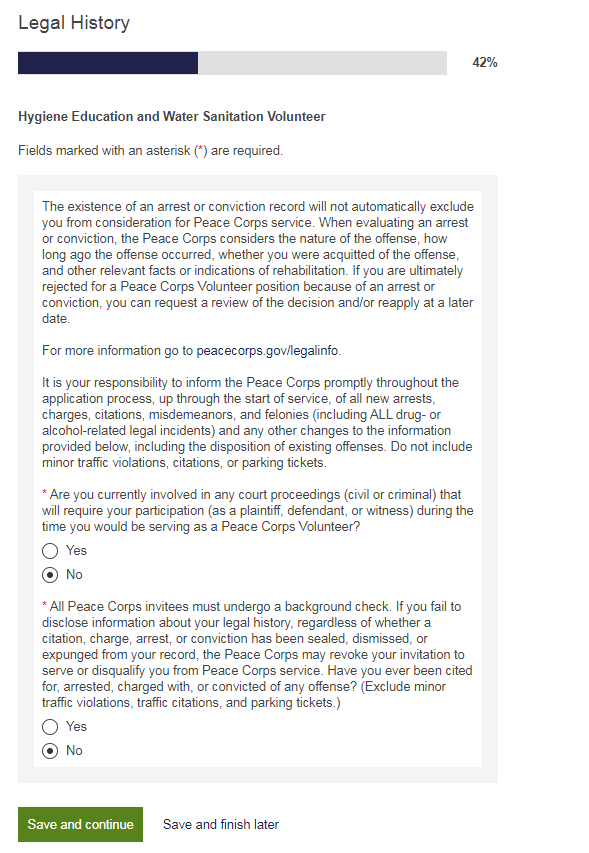 Legal History
42%
Hygiene Education and Water Sanitation Volunteer
Fields marked with an asterisk (*) are required.
The existence of an arrest or conviction record will not automatically exclude
you from consideration for Peace Corps service. When evaluating an arrest
or conviction, the Peace Corps considers the nature of the offense, how
long ago the offense occurred, whether you were acquitted of the offense,
and other relevant facts or indications of rehabilitation. If you are ultimately
rejected for a Peace Corps Volunteer position because of an arrest or
conviction, you can request a review of the decision and/or reapply at a later
date.
For more information go to peacecorps.gov/legalinfo.
It is your responsibility to inform the Peace Corps promptly throughout the
application process, up through the start of service, of all new arrests,
charges, citations, misdemeanors, and felonies (including ALL drug- or
alcohol-related legal incidents) and any other changes to the information
provided below, including the disposition of existing offenses. Do not include
minor traffic violations, citations, or parking tickets.
* Are you currently involved in any court proceedings (civil or criminal) that
will require your participation (as a plaintiff, defendant, or witness) during the
time you would be serving as a Peace Corps Volunteer?
Yes
No
* All Peace Corps invitees must undergo a background check. If you fail to
disclose information about your legal history, regardless of whether a
citation, charge, arrest, or conviction has been sealed, dismissed, or
expunged from your record, the Peace Corps may revoke your invitation to
serve or disqualify you from Peace Corps service. Have you ever been cited
for, arrested, charged with, or convicted of any offense? (Exclude minor
traffic violations, traffic citations, and parking tickets.)
Yes
No
Save and continue Save and finish later